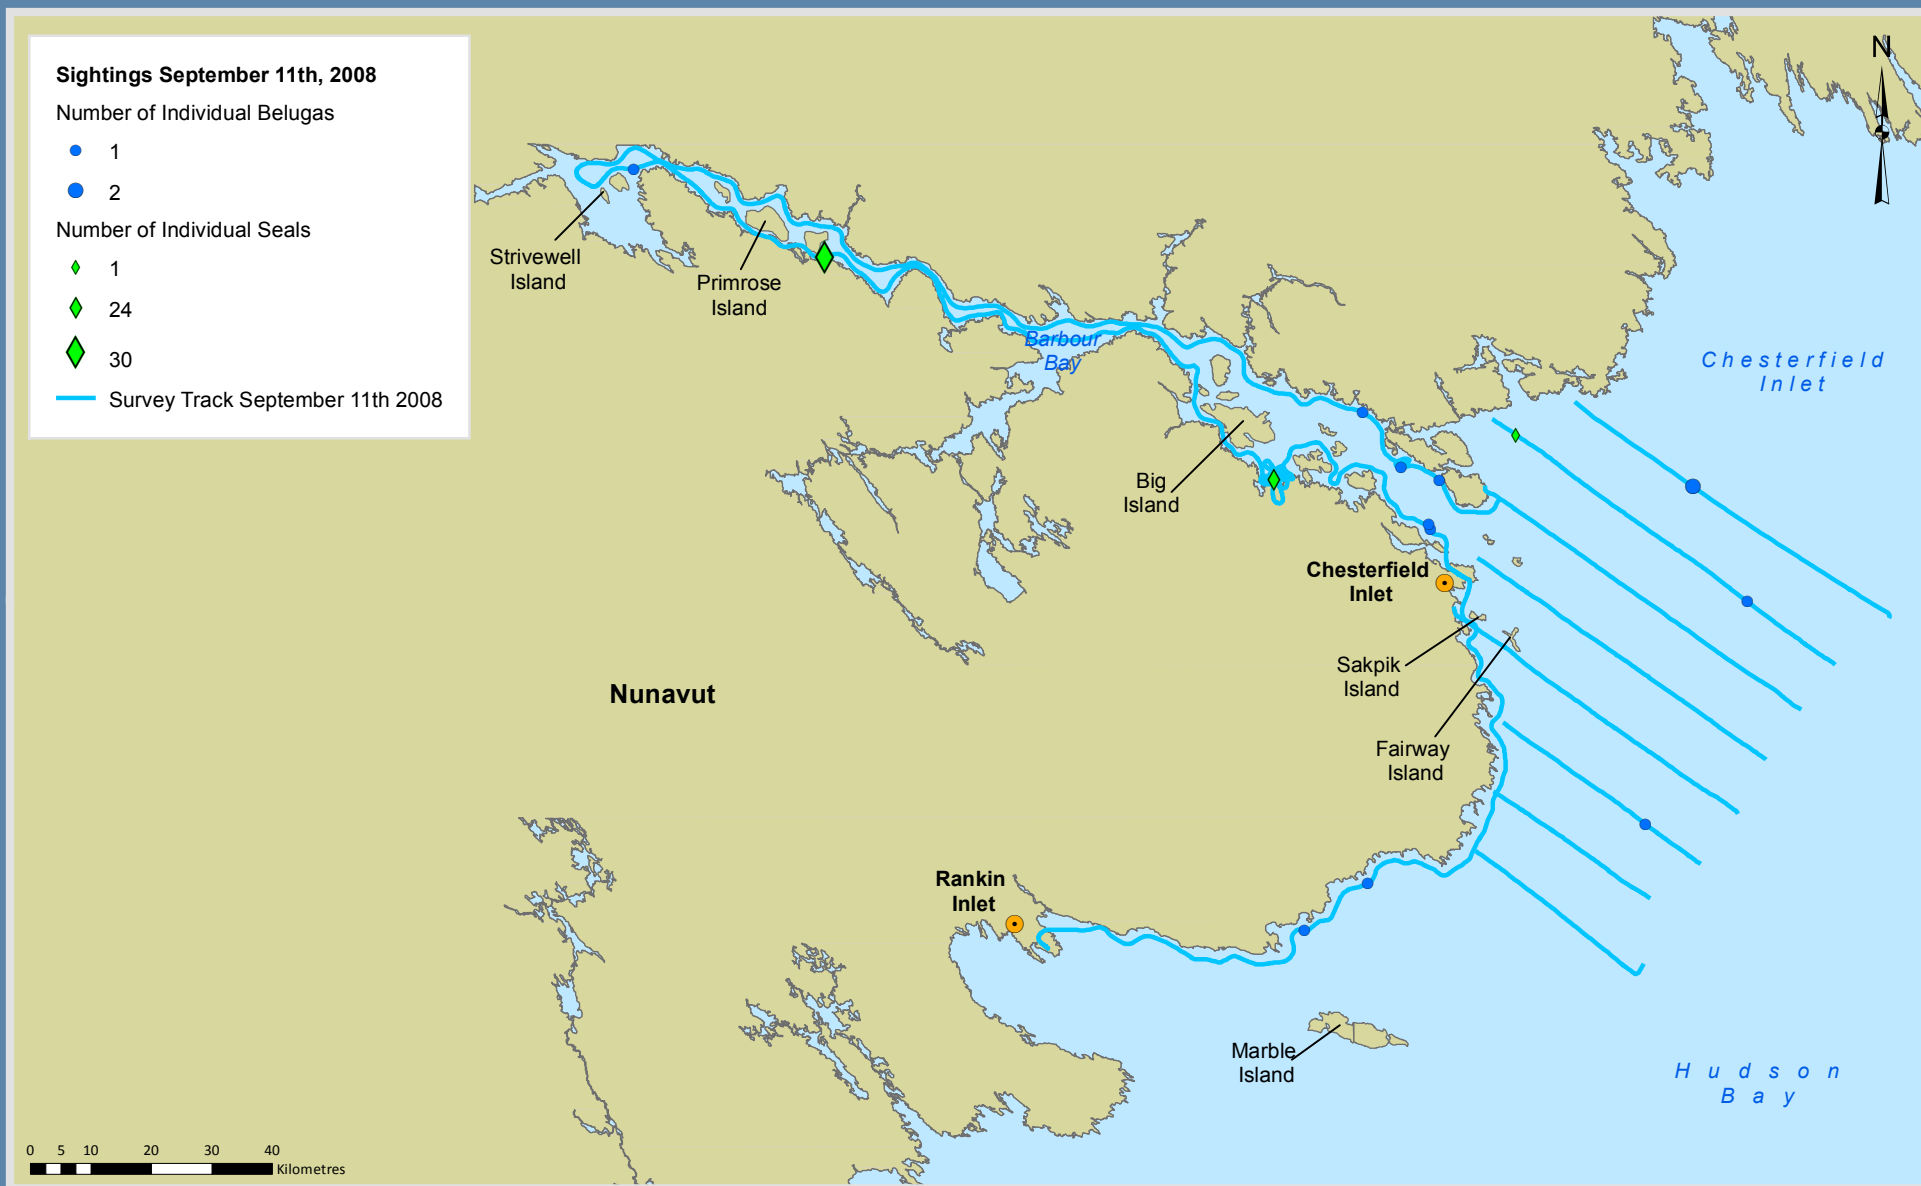 Sightings September 11th, 2008
Number of Individual Belugas
1
2
Number of Individual Seals
1
24
30
Survey Track September 11th 2008
N
Strivewell
Island
Primrose
Island
Barbour
Bay
Chesterfield
Inlet
Big
Island
Chesterfield
Inlet
Sakpik
Island
Nunavut
Fairway
Island
Rankin
Inlet
Marble
Island
Hudson
Bay
0 5 10 20 30 40
Kilometres